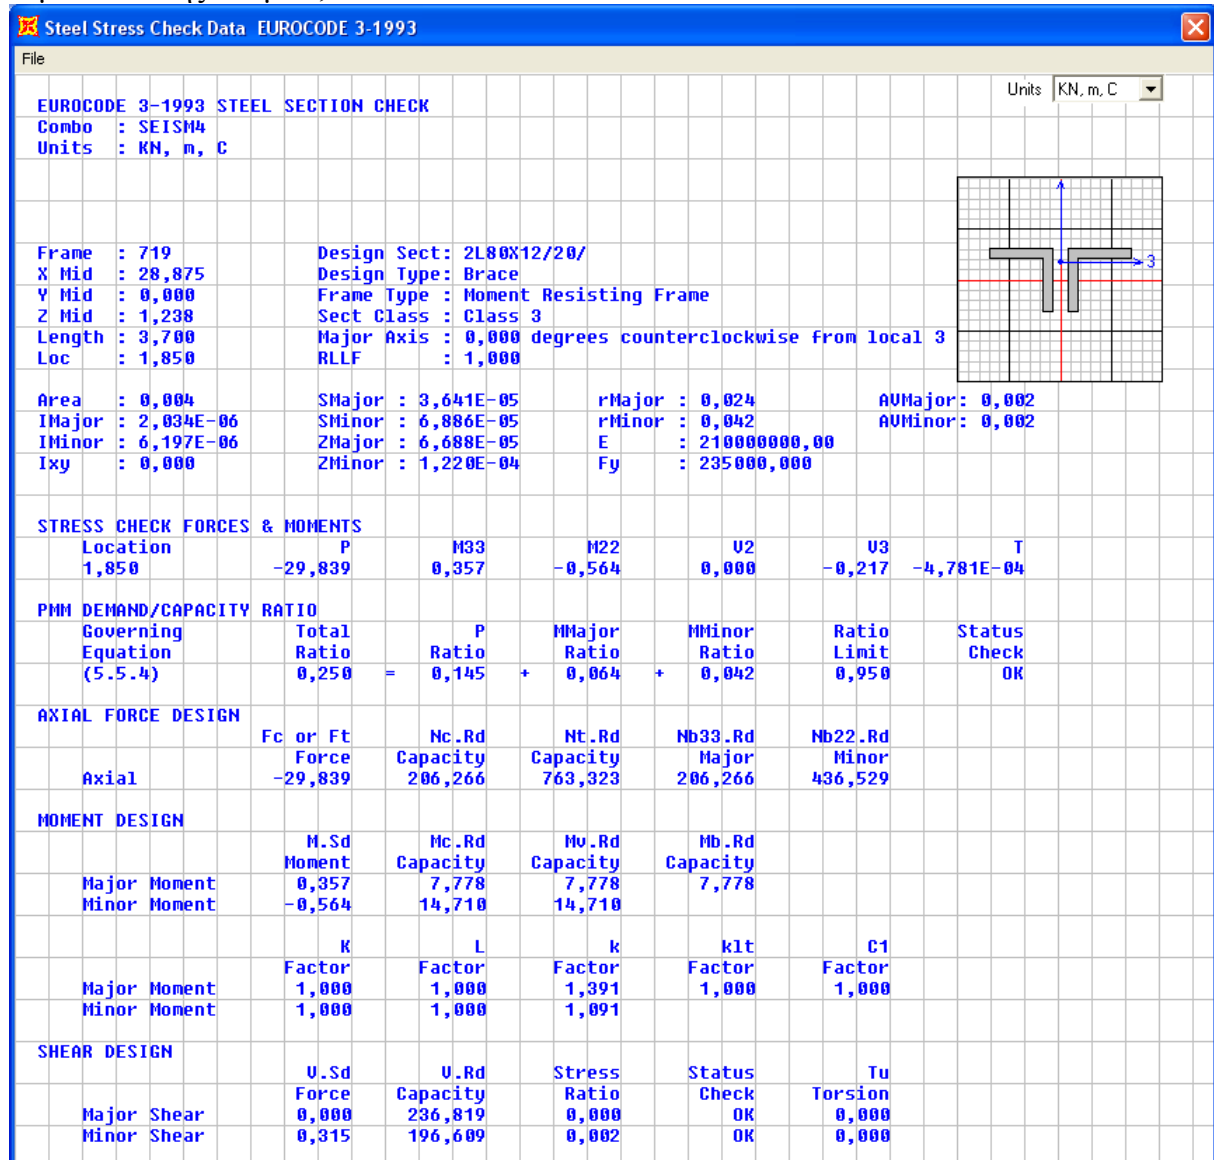 Steel Stress Check Data EUROCODE 3-1993
File
Units KN, m, C
EUROCODE 3-1993 STEEL SECTION CHECK
Combo : SEISM4
Units : KN, m, C
Frame : 719 Design Sect: 2L80X12/20/
X Mid : 28,875 Design Type: Brace
Y Mid : 0,000 Frame Type : Moment Resisting Frame
Z Mid : 1,238 Sect Class : Class 3
Length : 3,700 Major Axis : 0,000 degrees counterclockwise from local 3
Loc : 1,850 RLLF : 1,000
3
Area : 0,004 SMajor : 3,641E-05 rMajor : 0,024 AVMajor: 0,002
IMajor : 2,034E-06 SMinor : 6,886E-05 rMinor : 0,042 AVMinor: 0,002
IMinor : 6,197E-06 ZMajor : 6,688E-05 E : 210000000,00
Ixy : 0,000 ZMinor : 1,220E-04 Fy : 235000,000
STRESS CHECK FORCES & MOMENTS
Location P M33 M22 V2 V3 T
1,850 -29,839 0,357 -0,564 0,000 -0,217 -4,781E-04
PMM DEMAND/CAPACITY RATIO
Governing Total P MMajor MMinor Ratio Status
Equation Ratio Ratio Ratio Ratio Limit Check
(5.5.4) 0,250 = 0,145 + 0,064 + 0,042 0,950 OK
AXIAL FORCE DESIGN
Fc or Ft Nc.Rd Nt.Rd Nb33.Rd Nb22.Rd
Force Capacity Capacity Major Minor
Axial -29,839 206,266 763,323 206,266 436,529
MOMENT DESIGN
M.Sd Mc.Rd Mv.Rd Mb.Rd
Moment Capacity Capacity Capacity
Major Moment 0,357 7,778 7,778 7,778
Minor Moment -0,564 14,710 14,710
K L k klt C1
Factor Factor Factor Factor Factor
Major Moment 1,000 1,000 1,391 1,000 1,000
Minor Moment 1,000 1,000 1,091
SHEAR DESIGN
V.Sd V.Rd Stress Status Tu
Force Capacity Ratio Check Torsion
Major Shear 0,000 236,819 0,000 OK 0,000
Minor Shear 0,315 196,609 0,002 OK 0,000